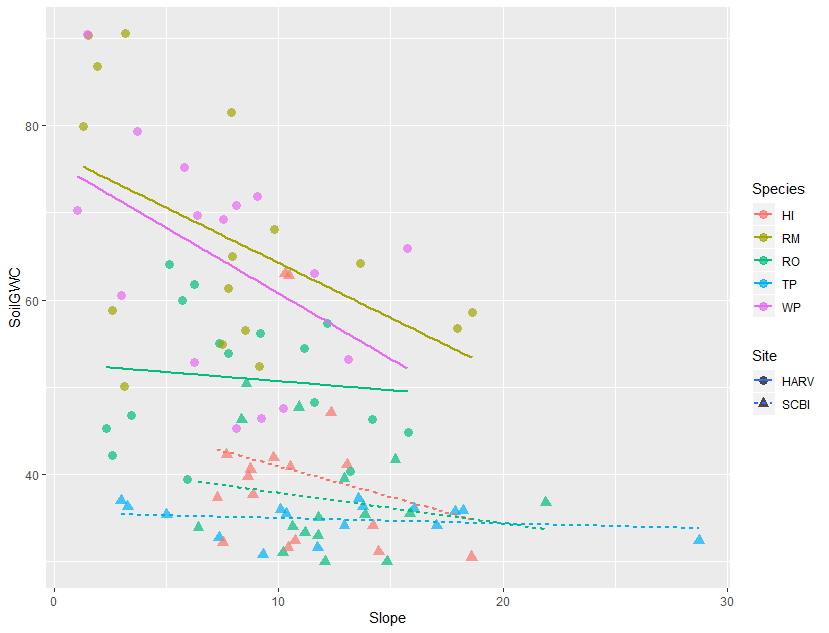 80
60
40
SoilGWC
0
10
20
30
Slope
Species
HI
RM
RO
TP
WP
Site
HARV
SCBI